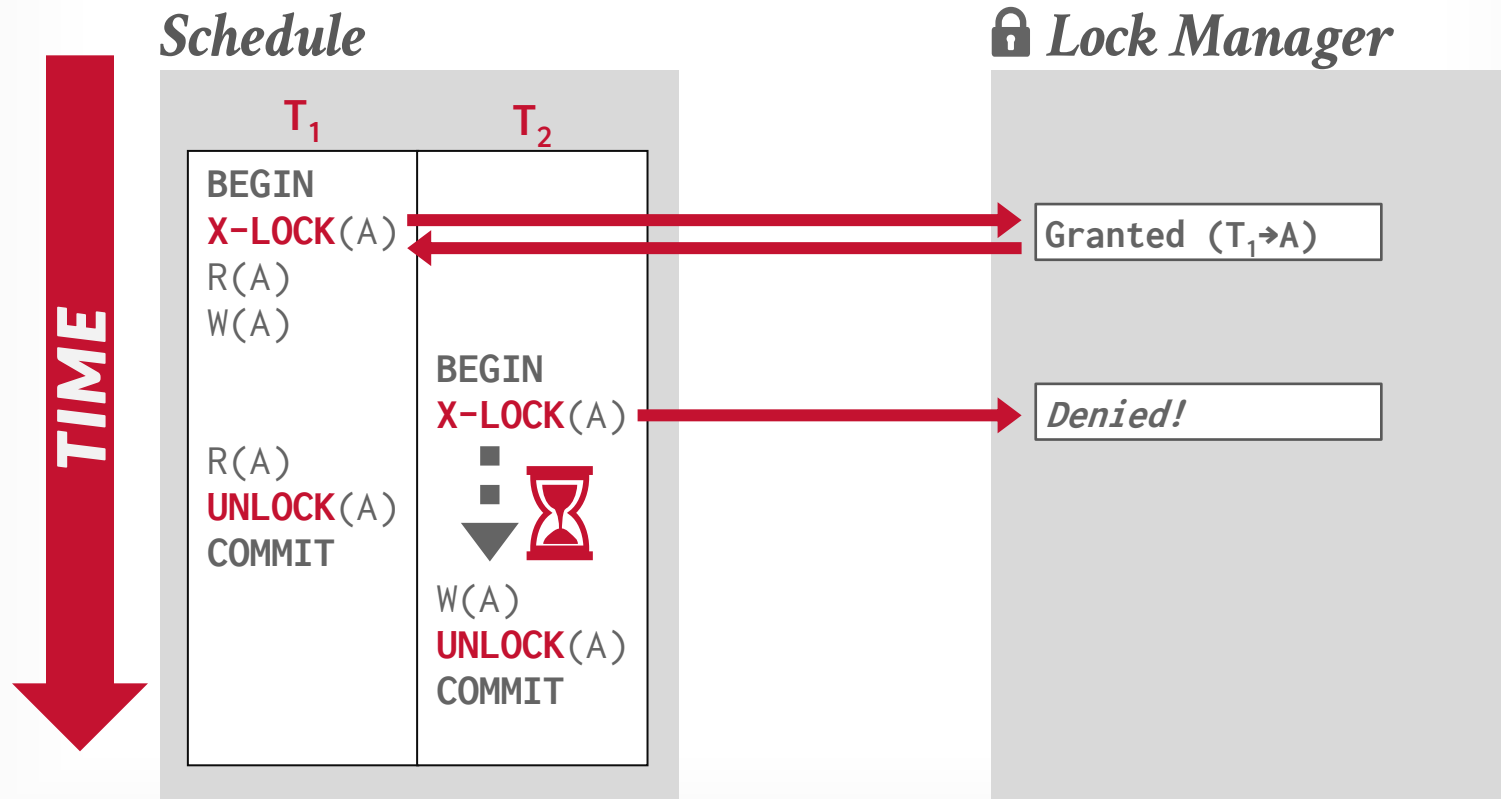 Schedule
Lock Manager
TIME
T₁
T₂
BEGIN
X-LOCK(A)
R(A)
W(A)
R(A)
UNLOCK(A)
COMMIT
BEGIN
X-LOCK(A)
W(A)
UNLOCK(A)
COMMIT
Granted (T₁→A)
Denied!